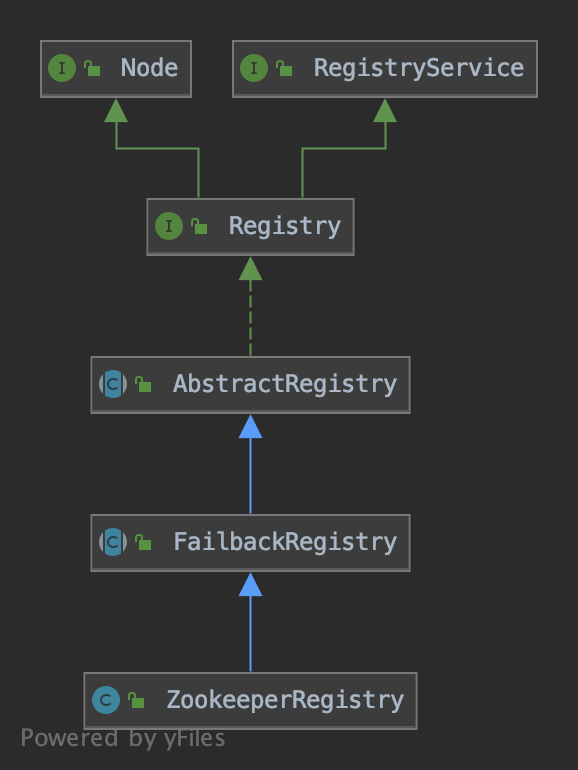 I Node
I RegistryService
I Registry
C AbstractRegistry
C FailbackRegistry
C ZookeeperRegistry
Powered by yFiles